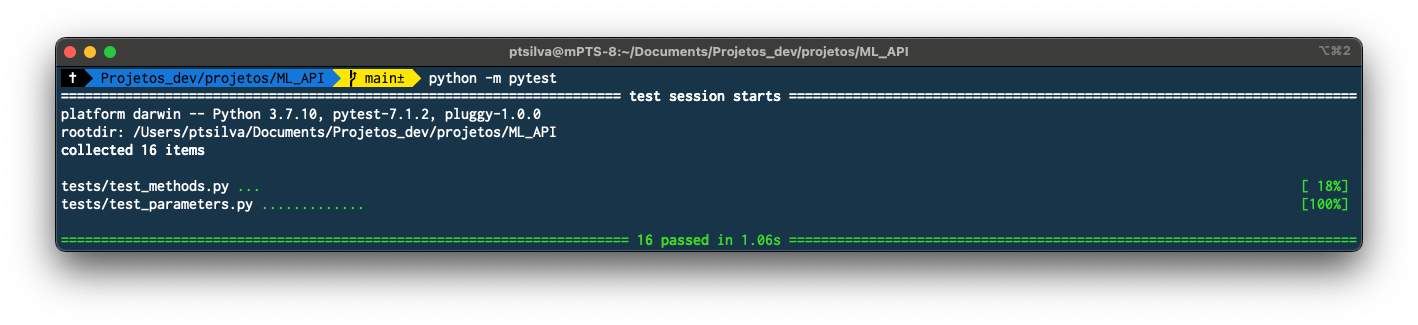 ptsilva@mPTS-8:~/Documents/Projetos_dev/projetos/ML_API ⌥⌘2
✝ Projetos_dev/projetos/ML_API main± python -m pytest
====================================================================== test session starts =======================================================================
platform darwin -- Python 3.7.10, pytest-7.1.2, pluggy-1.0.0
rootdir: /Users/ptsilva/Documents/Projetos_dev/projetos/ML_API
collected 16 items
tests/test_methods.py ... [ 18%]
tests/test_parameters.py ............. [100%]
======================================================================= 16 passed in 1.06s =======================================================================